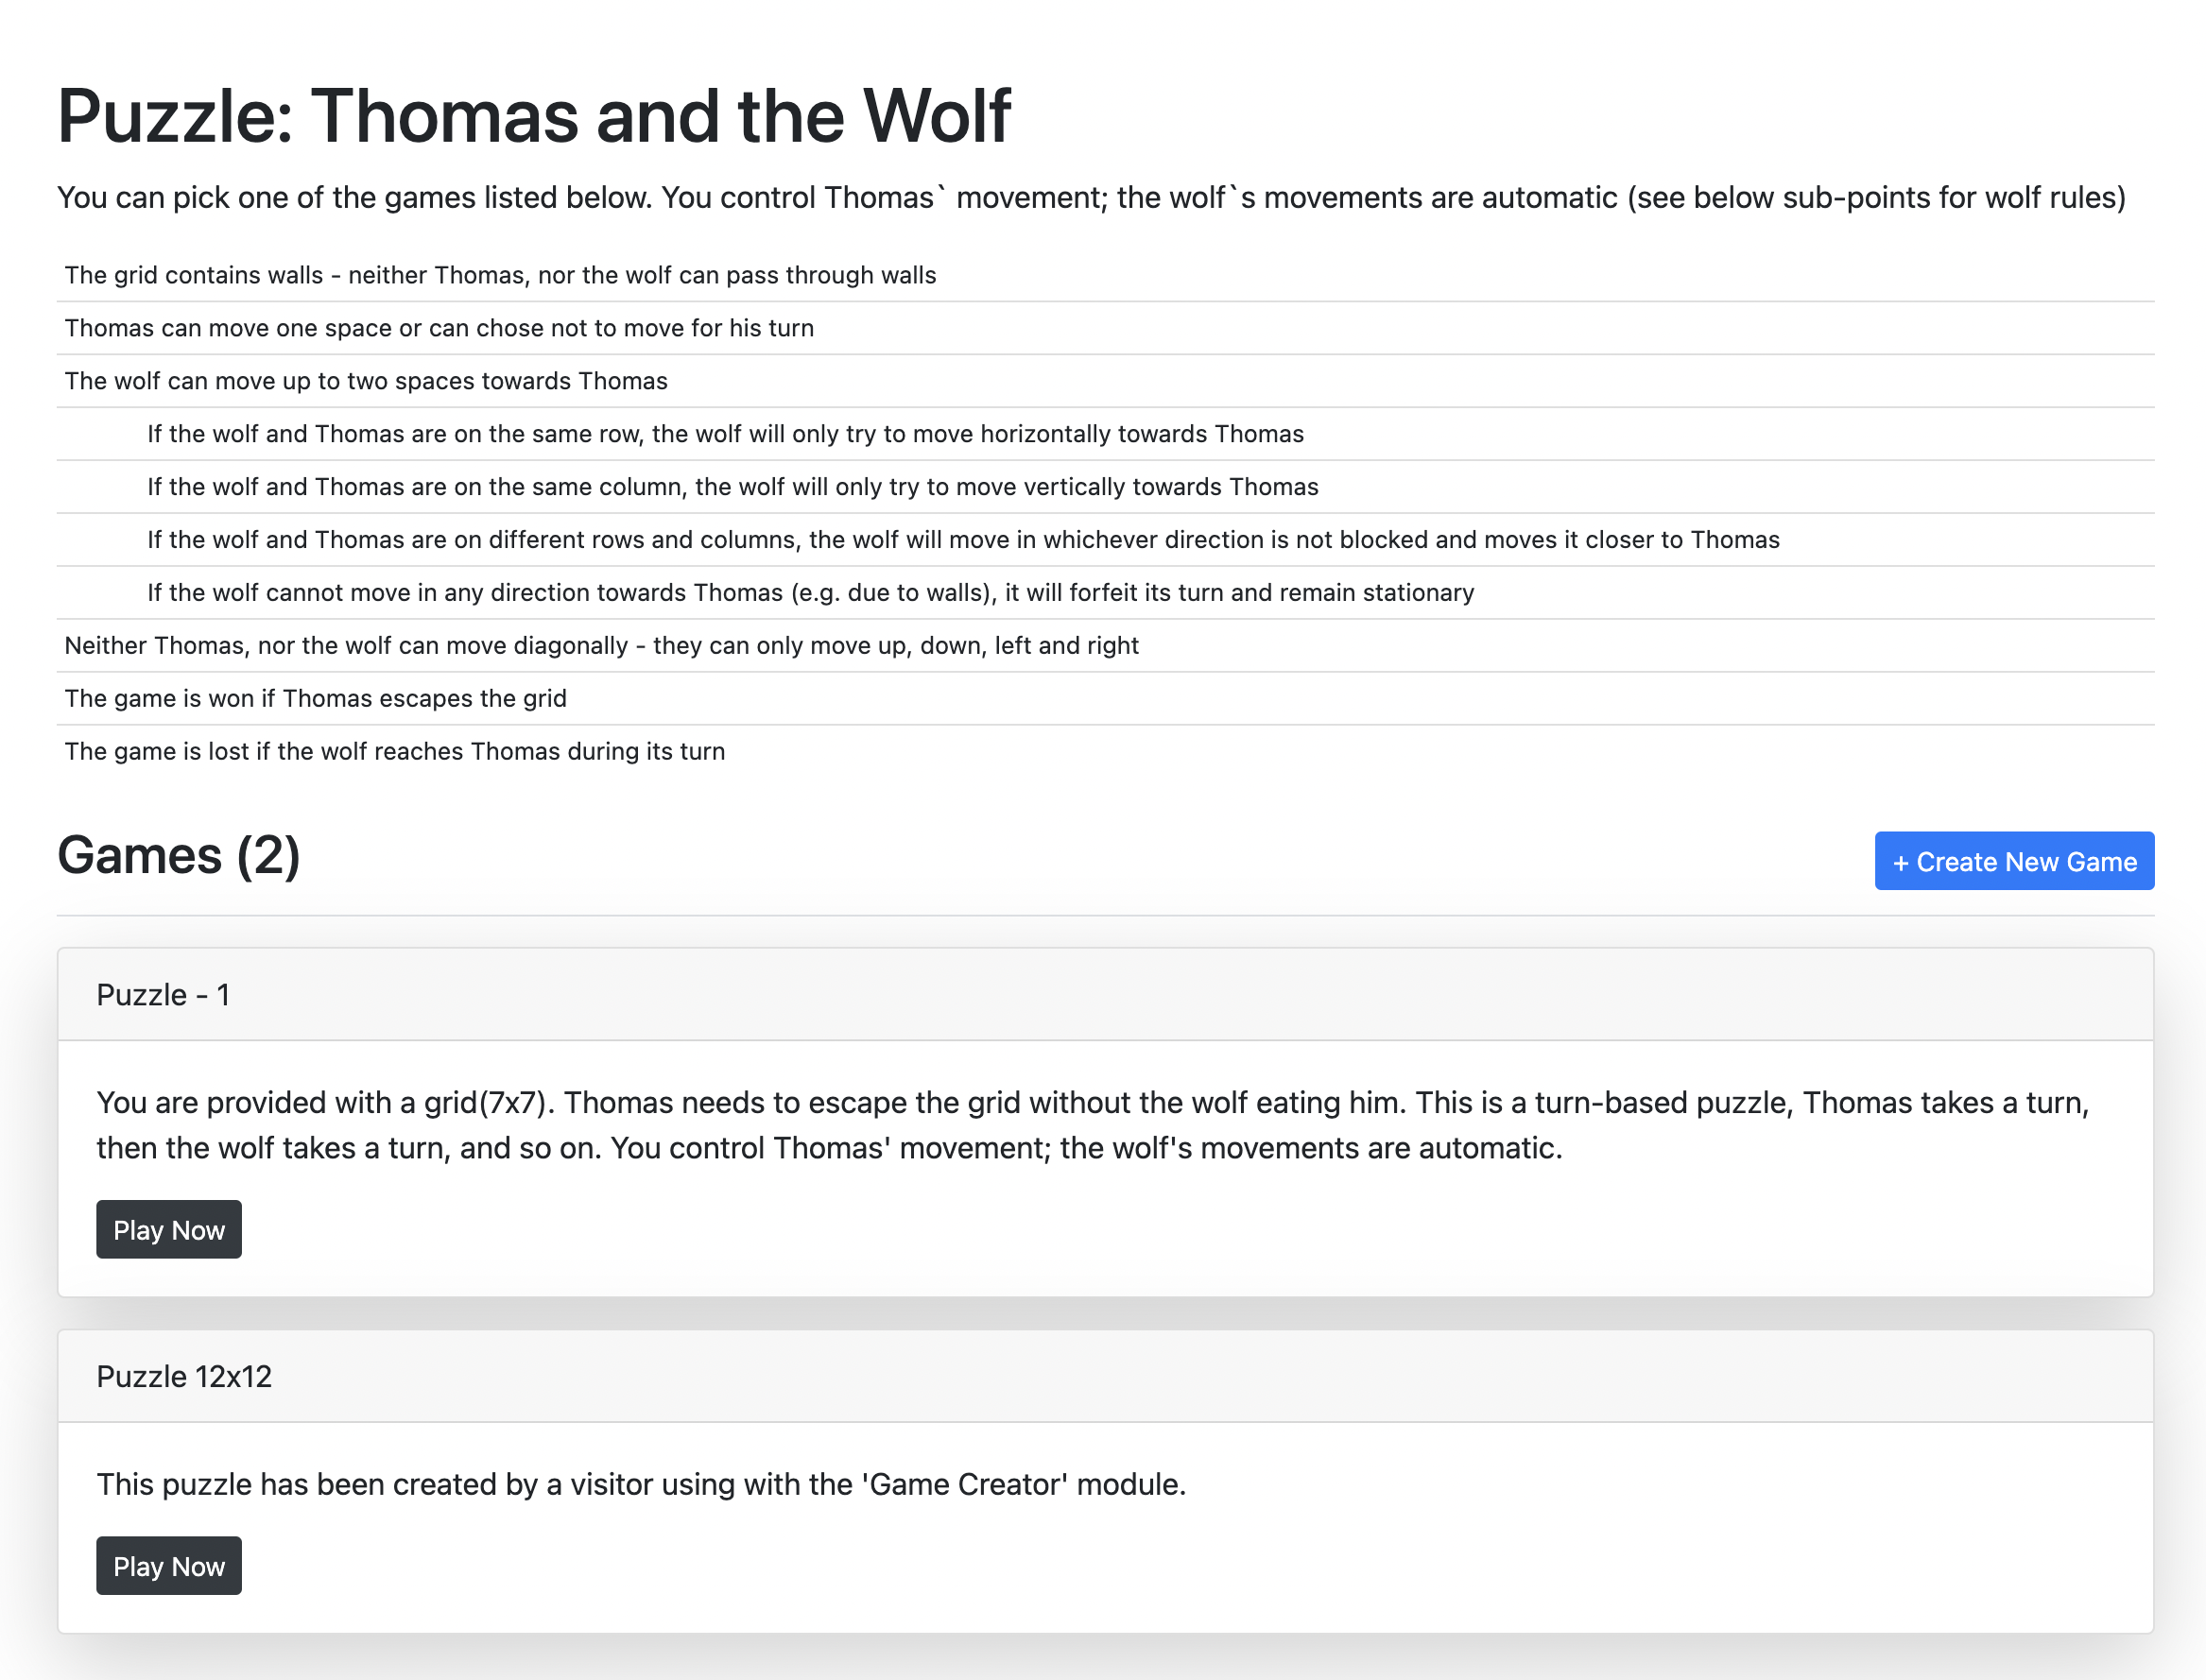 Puzzle: Thomas and the Wolf
You can pick one of the games listed below. You control Thomas` movement; the wolf`s movements are automatic (see below sub-points for wolf rules)
The grid contains walls - neither Thomas, nor the wolf can pass through walls
Thomas can move one space or can chose not to move for his turn
The wolf can move up to two spaces towards Thomas
If the wolf and Thomas are on the same row, the wolf will only try to move horizontally towards Thomas
If the wolf and Thomas are on the same column, the wolf will only try to move vertically towards Thomas
If the wolf and Thomas are on different rows and columns, the wolf will move in whichever direction is not blocked and moves it closer to Thomas
If the wolf cannot move in any direction towards Thomas (e.g. due to walls), it will forfeit its turn and remain stationary
Neither Thomas, nor the wolf can move diagonally - they can only move up, down, left and right
The game is won if Thomas escapes the grid
The game is lost if the wolf reaches Thomas during its turn
Games (2)
+ Create New Game
Puzzle - 1
You are provided with a grid(7x7). Thomas needs to escape the grid without the wolf eating him. This is a turn-based puzzle, Thomas takes a turn,
then the wolf takes a turn, and so on. You control Thomas' movement; the wolf's movements are automatic.
Play Now
Puzzle 12x12
This puzzle has been created by a visitor using with the 'Game Creator' module.
Play Now